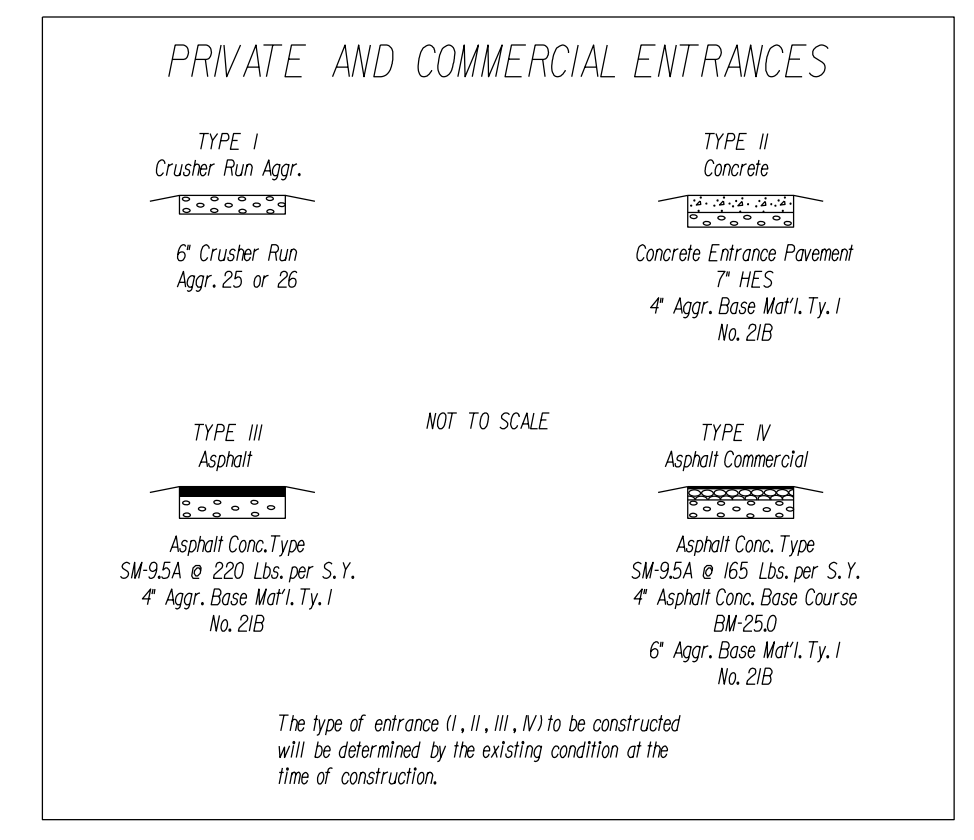 PRIVATE AND COMMERCIAL ENTRANCES
TYPE I
Crusher Run Aggr.
6" Crusher Run
Aggr. 25 or 26
TYPE II
Concrete
Concrete Entrance Pavement
7" HES
4" Aggr. Base Mat'l. Ty. I
No. 21B
NOT TO SCALE
TYPE III
Asphalt
Asphalt Conc. Type
SM-9.5A @ 220 Lbs. per S. Y.
4" Aggr. Base Mat'l. Ty. I
No. 21B
TYPE IV
Asphalt Commercial
Asphalt Conc. Type
SM-9.5A @ 165 Lbs. per S. Y.
4" Asphalt Conc. Base Course
BM-25.0
6" Aggr. Base Mat'l. Ty. I
No. 21B
The type of entrance (I, II, III, IV) to be constructed
will be determined by the existing condition at the
time of construction.